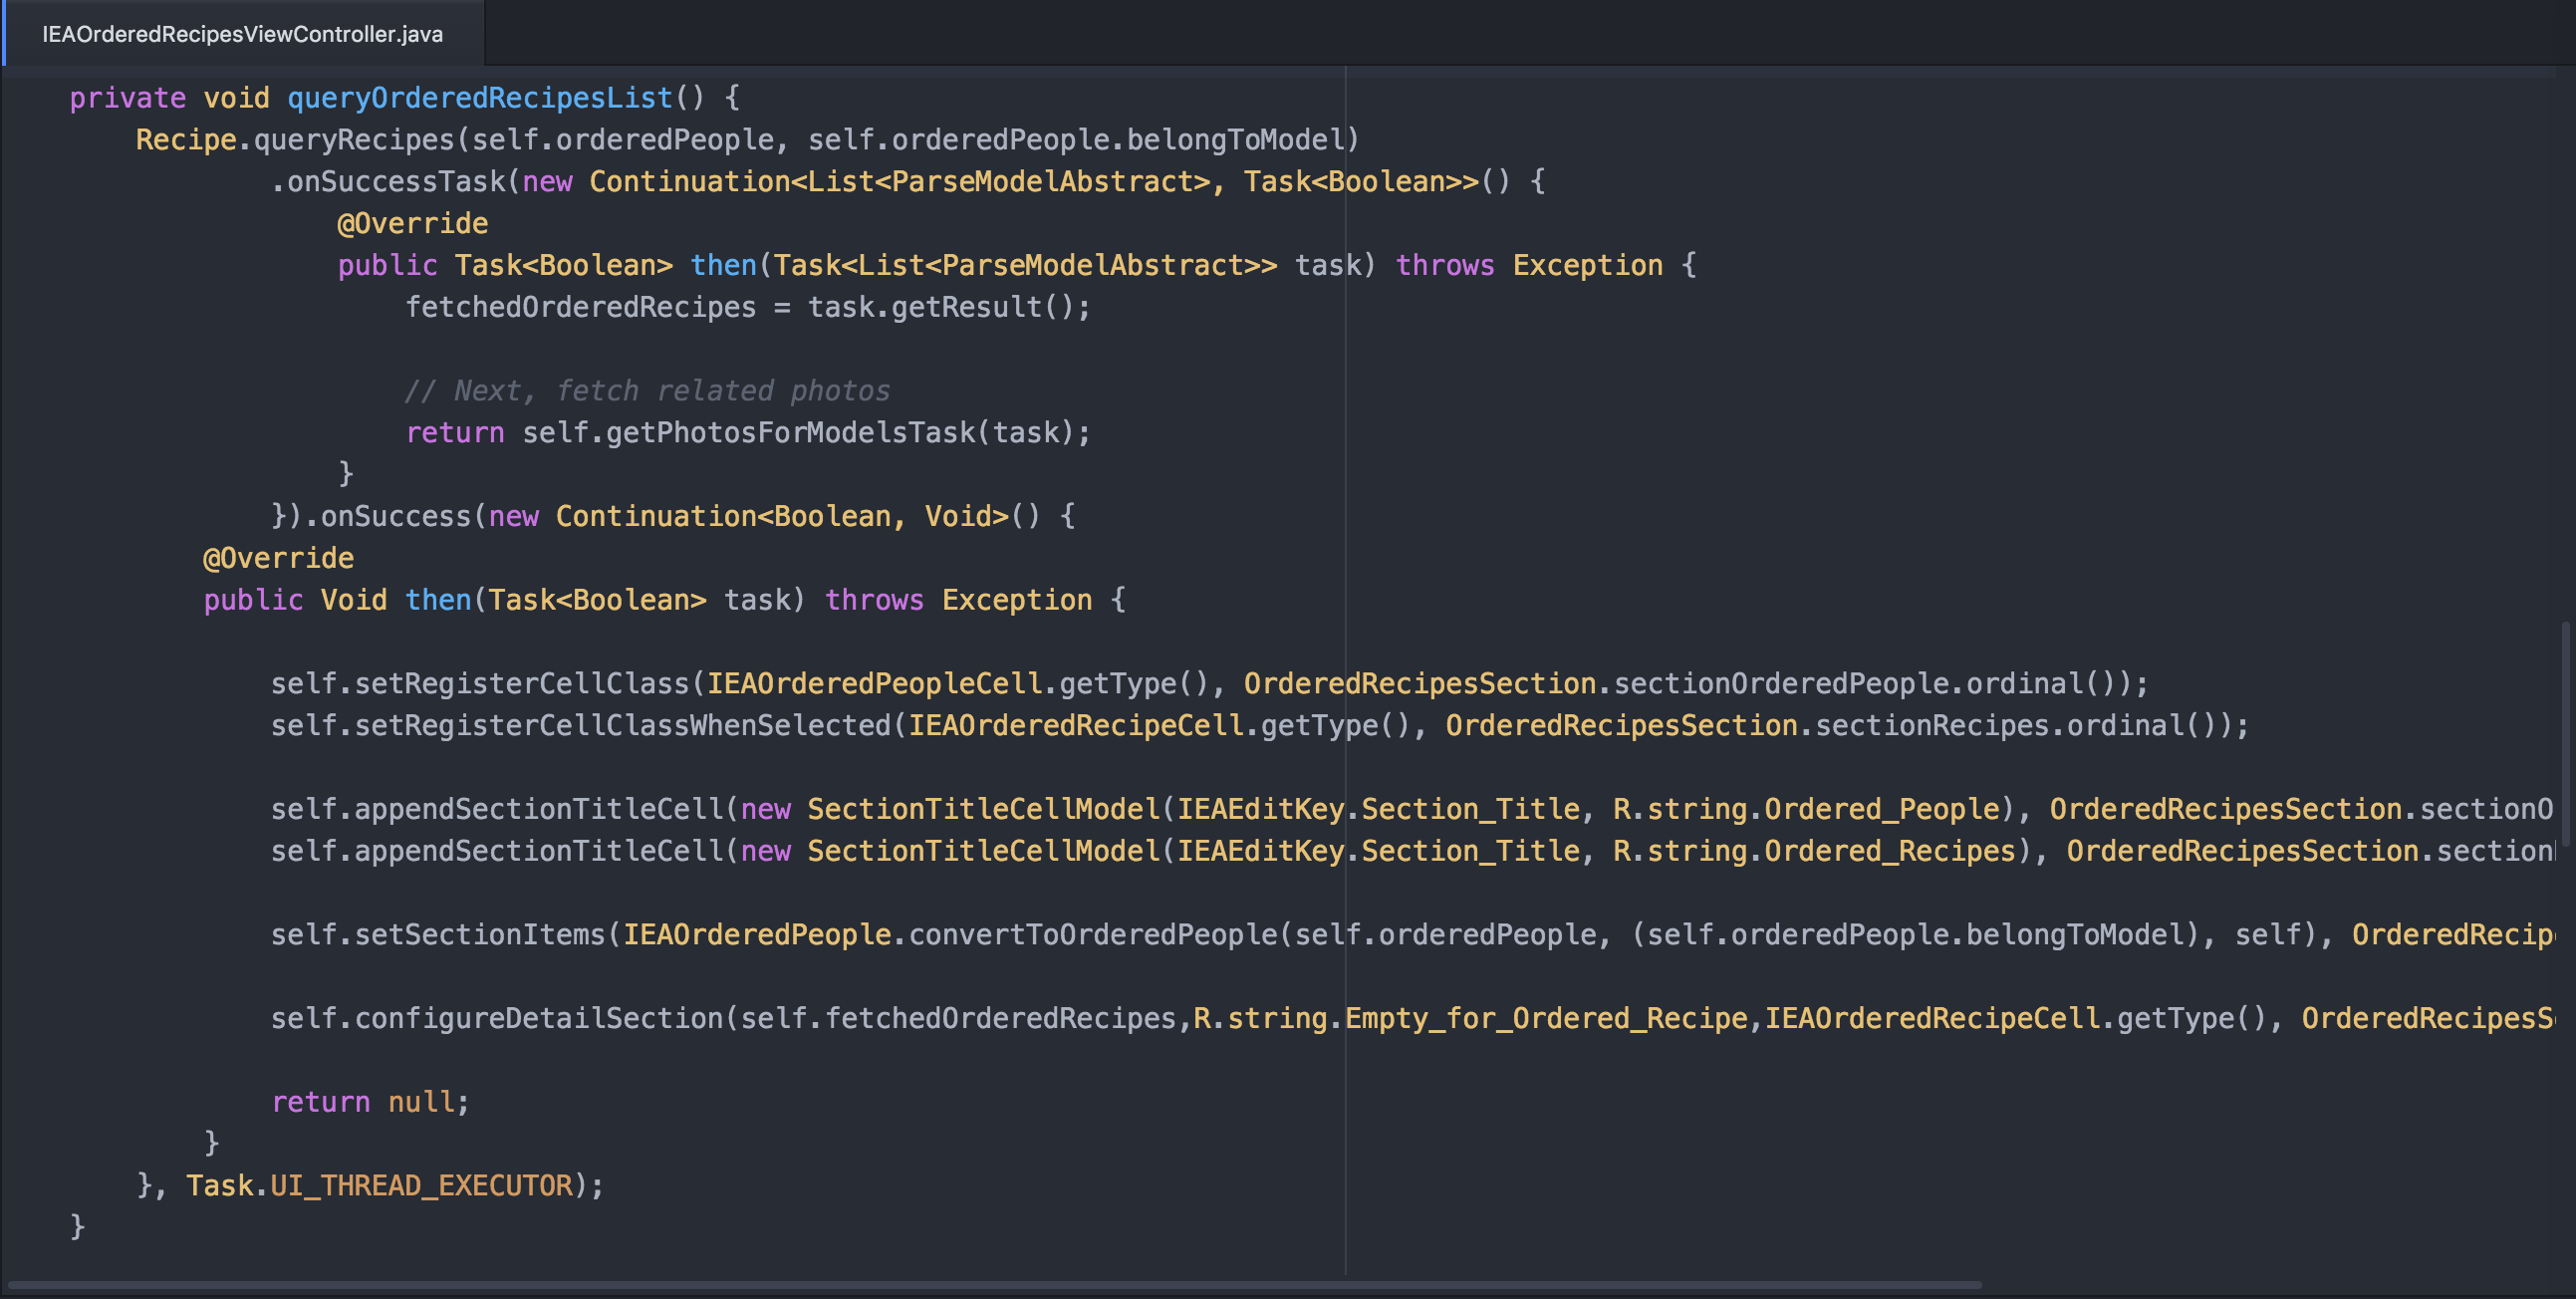 IEAOrderedRecipesViewController.java
private void queryOrderedRecipesList() {
Recipe.queryRecipes(self.orderedPeople, self.orderedPeople.belongToModel)
.onSuccessTask(new Continuation<List<ParseModelAbstract>, Task<Boolean>>() {
@Override
public Task<Boolean> then(Task<List<ParseModelAbstract>> task) throws Exception {
fetchedOrderedRecipes = task.getResult();
// Next, fetch related photos
return self.getPhotosForModelsTask(task);
}
}).onSuccess(new Continuation<Boolean, Void>() {
@Override
public Void then(Task<Boolean> task) throws Exception {
self.setRegisterCellClass(IEAOrderedPeopleCell.getType(), OrderedRecipesSection.sectionOrderedPeople.ordinal());
self.setRegisterCellClassWhenSelected(IEAOrderedRecipeCell.getType(), OrderedRecipesSection.sectionRecipes.ordinal());
self.appendSectionTitleCell(new SectionTitleCellModel(IEAEditKey.Section_Title, R.string.Ordered_People), OrderedRecipesSection.sectionO
self.appendSectionTitleCell(new SectionTitleCellModel(IEAEditKey.Section_Title, R.string.Ordered_Recipes), OrderedRecipesSection.section
self.setSectionItems(IEAOrderedPeople.convertToOrderedPeople(self.orderedPeople, (self.orderedPeople.belongToModel), self), OrderedRecip
self.configureDetailSection(self.fetchedOrderedRecipes,R.string.Empty_for_Ordered_Recipe,IEAOrderedRecipeCell.getType(), OrderedRecipesS
return null;
}
}, Task.UI_THREAD_EXECUTOR);
}